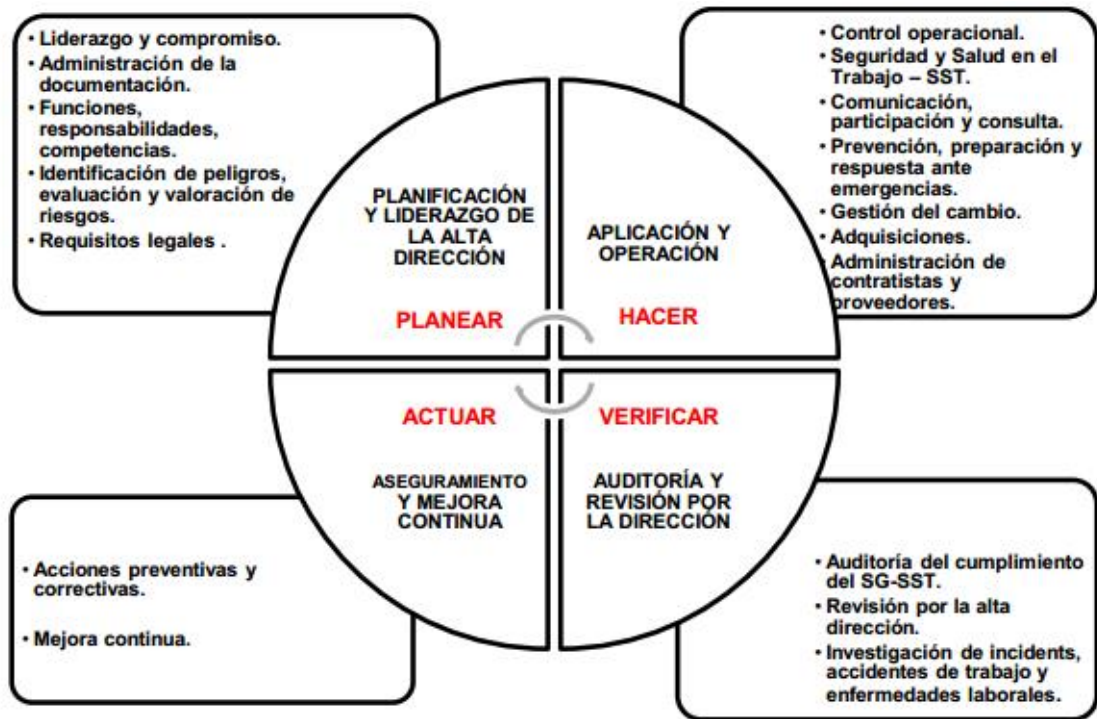 • Liderazgo y compromiso.
• Administración de la
documentación.
• Funciones,
responsabilidades,
competencias.
• Identificación de peligros,
evaluación y valoración de
riesgos.
• Requisitos legales .
• Control operacional.
• Seguridad y Salud en el
Trabajo – SST.
• Comunicación,
participación y consulta.
• Prevención, preparación y
respuesta ante
emergencias.
• Gestión del cambio.
• Adquisiciones.
• Administración de
contratistas y
proveedores.
PLANIFICACIÓN
Y LIDERAZGO DE
LA ALTA
DIRECCIÓN
PLANEAR
APLICACIÓN Y
OPERACIÓN
HACER
ACTUAR
ASEGURAMIENTO
Y MEJORA
CONTINUA
VERIFICAR
AUDITORÍA Y
REVISIÓN POR
LA DIRECCIÓN
• Acciones preventivas y
correctivas.
• Mejora continua.
• Auditoría del cumplimiento
del SG-SST.
• Revisión por la alta
dirección.
• Investigación de incidents,
accidentes de trabajo y
enfermedades laborales.